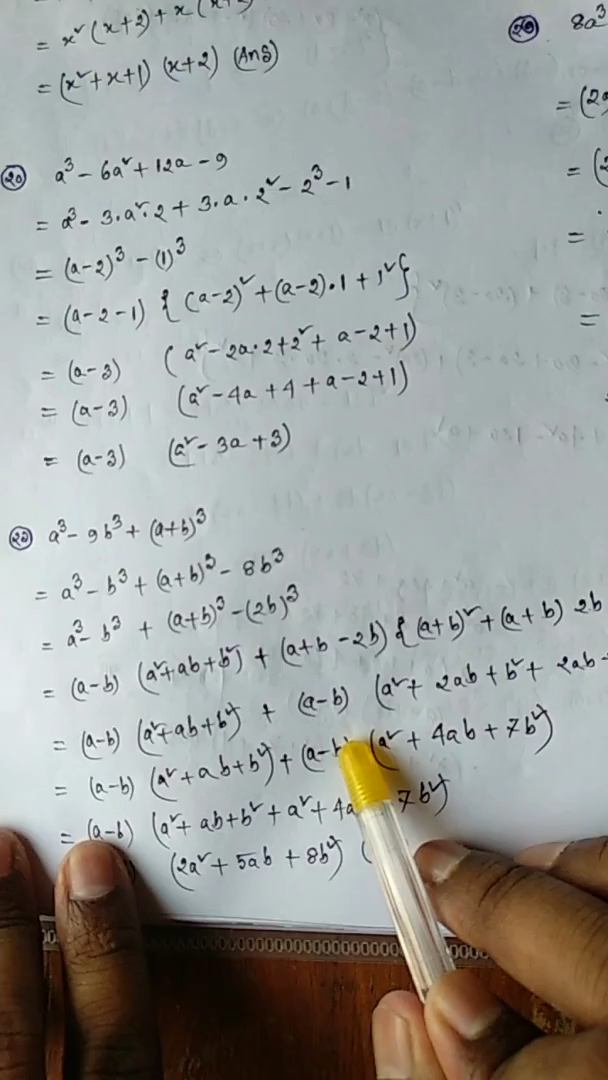 = x² (x+2) + x (x+2)
= (x²+x+1) (x+2) (Ans)
২০ a³ - 6a² + 12a - 9
= a³ - 3·a²·2 + 3·a·2² - 2³ - 1
= (a-2)³ - (1)³
= (a-2-1) {(a-2)² + (a-2)·1 + 1²}
= (a-3) (a² - 2a·2 + 2² + a-2+1)
= (a-3) (a² - 4a + 4 + a-2+1)
= (a-3) (a² - 3a + 3)
a³ - 9b³ + (a+b)³
= a³ - b³ + (a+b)³ - 8b³
= a³ - b³ + (a+b)³ - (2b)³
= (a-b) (a²+ab+b²) + (a+b-2b) {(a+b)² + (a+b) 2b
= (a-b) (a²+ab+b²) + (a-b) (a² + 2ab + b² + 2ab
= (a-b) (a² + ab+b²) + (a-b) (a² + 4ab + 7b²)
= (a-b) (a² + ab+b² + a² + 4a 7b²)
(2a² + 5ab + 8b²) (
8a³
= (2a
= (2
=
=